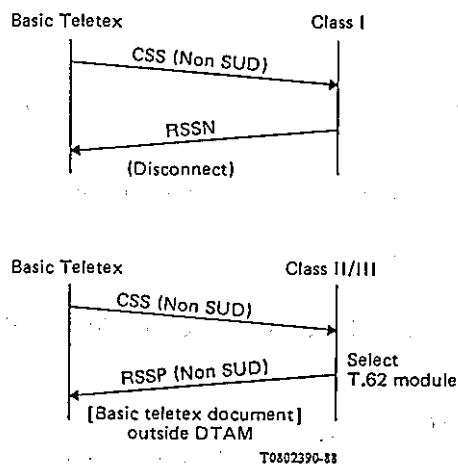 Basic Teletex Class I
CSS (Non SUD)
RSSN
(Disconnect)
Basic Teletex Class II/III
CSS (Non SUD)
RSSP (Non SUD)
Select
T.62 module
[Basic teletex document]
outside DTAM
T0802390-88